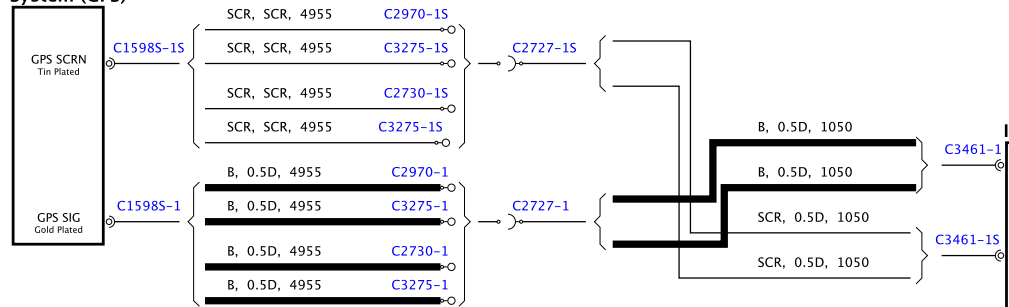 System (GPS)
SCR, SCR, 4955 C2970-1S
GPS SCRN
Tin Plated
C1598S-1S
SCR, SCR, 4955 C3275-1S
C2727-1S
SCR, SCR, 4955 C2730-1S
SCR, SCR, 4955 C3275-1S
B, 0.5D, 1050
C3461-1
B, 0.5D, 4955 C2970-1
B, 0.5D, 1050
GPS SIG
Gold Plated
C1598S-1
B, 0.5D, 4955 C3275-1
C2727-1
SCR, 0.5D, 1050
C3461-1S
B, 0.5D, 4955 C2730-1
SCR, 0.5D, 1050
B, 0.5D, 4955 C3275-1